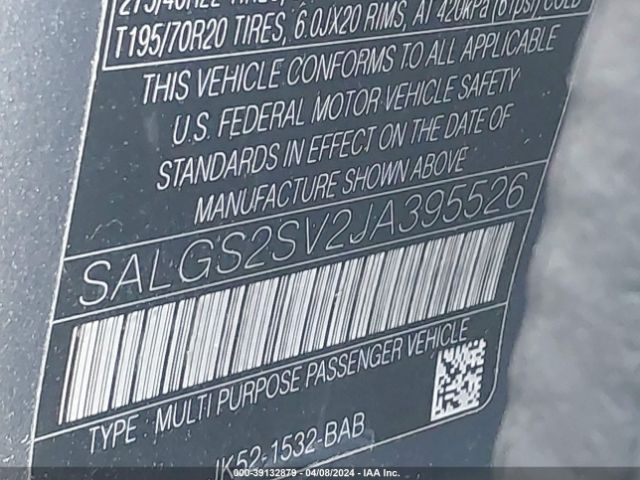 275/40R22
T195/70R20 TIRES, 6.0JX20 RIMS, AT 420kPa (61psi) COLD
THIS VEHICLE CONFORMS TO ALL APPLICABLE
U.S. FEDERAL MOTOR VEHICLE SAFETY
STANDARDS IN EFFECT ON THE DATE OF
MANUFACTURE SHOWN ABOVE
SALGS2SV2JA395526
TYPE: MULTI PURPOSE PASSENGER VEHICLE
JK52-1532-BAB
000-39132879 - 04/08/2024 - IAA Inc.